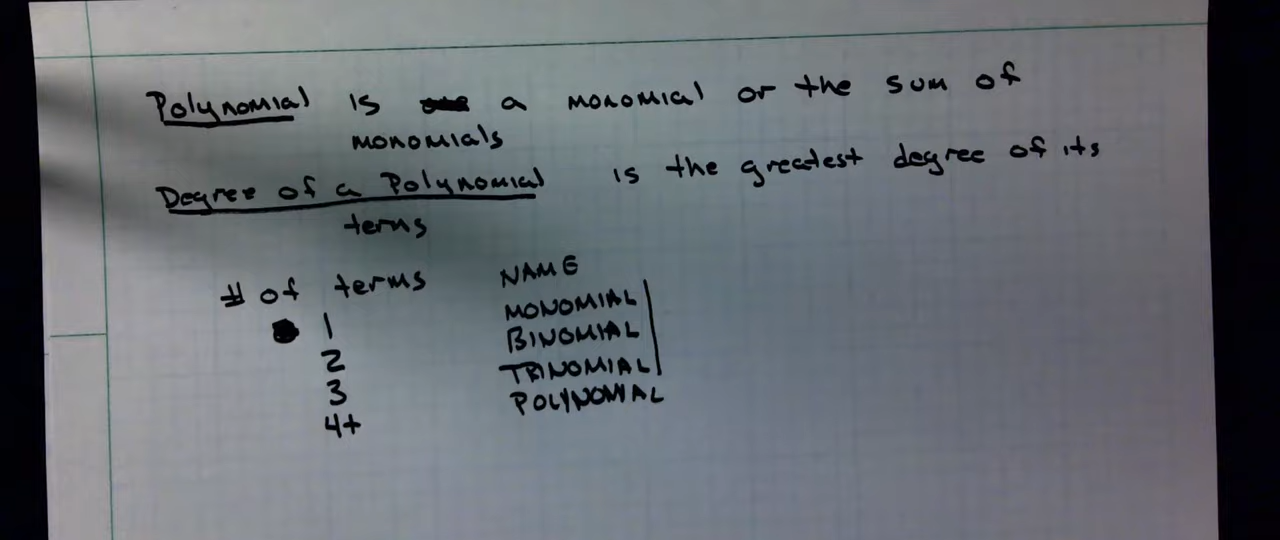 Polynomial is a monomial or the sum of
monomials
Degree of a Polynomial is the greatest degree of its
terms
# of terms NAME
1 MONOMIAL
2 BINOMIAL
3 TRINOMIAL
4+ POLYNOMIAL